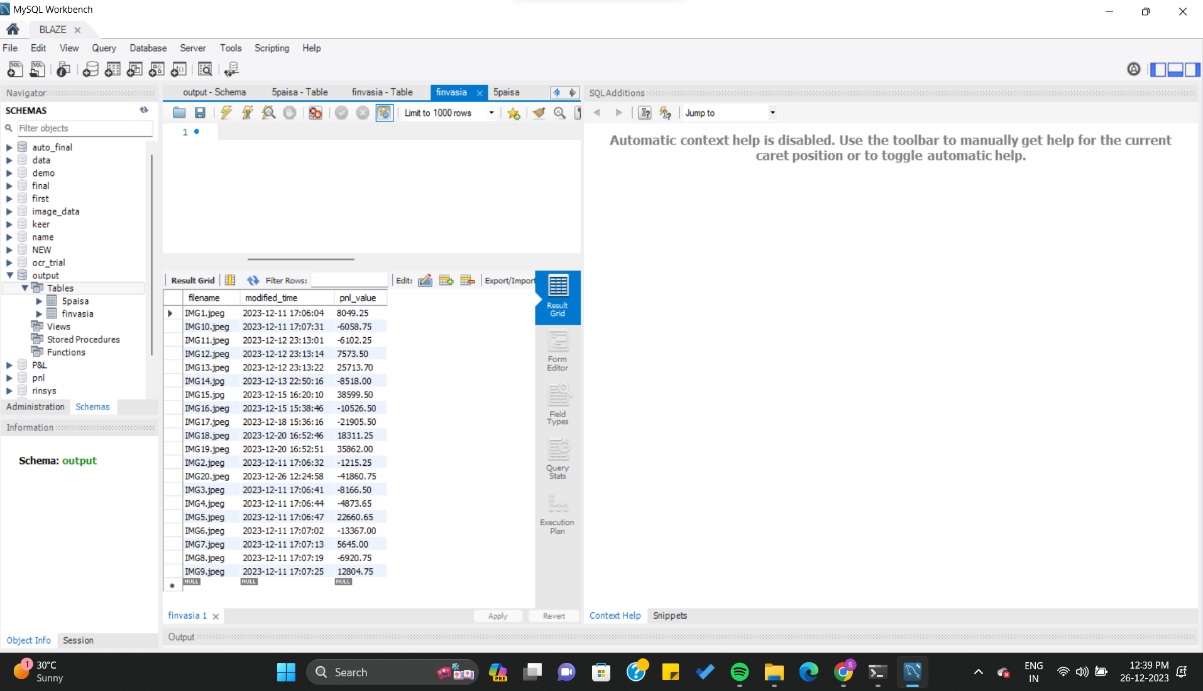 MySQL Workbench
BLAZE
File Edit View Query Database Server Tools Scripting Help
Navigator
SCHEMAS
Filter objects
auto_final
data
demo
final
first
image_data
keer
name
NEW
ocr_trial
output
Tables
5paisa
finvasia
Views
Stored Procedures
Functions
P&L
pnl
rinsys
Administration Schemas
Information
Schema: output
Object Info Session
output - Schema 5paisa - Table finvasia - Table finvasia 5paisa
Limit to 1000 rows
1
Result Grid Filter Rows: Edit: Export/Import
filename modified_time pnl_value
IMG1.jpeg 2023-12-11 17:06:04 8049.25
IMG10.jpeg 2023-12-11 17:07:31 -6058.75
IMG11.jpeg 2023-12-12 23:13:01 -6102.25
IMG12.jpeg 2023-12-12 23:13:14 7573.50
IMG13.jpeg 2023-12-12 23:13:22 25713.70
IMG14.jpg 2023-12-13 22:50:16 -8518.00
IMG15.jpg 2023-12-15 16:20:10 38599.50
IMG16.jpeg 2023-12-15 15:38:46 -10526.50
IMG17.jpeg 2023-12-18 15:36:16 -21905.50
IMG18.jpeg 2023-12-20 16:52:46 18311.25
IMG19.jpeg 2023-12-20 16:52:51 35862.00
IMG2.jpeg 2023-12-11 17:06:32 -1215.25
IMG20.jpeg 2023-12-26 12:24:58 -41860.75
IMG3.jpeg 2023-12-11 17:06:41 -8166.50
IMG4.jpeg 2023-12-11 17:06:44 -4873.65
IMG5.jpeg 2023-12-11 17:06:47 22660.65
IMG6.jpeg 2023-12-11 17:07:02 -13367.00
IMG7.jpeg 2023-12-11 17:07:13 5645.00
IMG8.jpeg 2023-12-11 17:07:19 -6920.75
IMG9.jpeg 2023-12-11 17:07:25 12804.75
NULL NULL NULL
Result
Grid
Form
Editor
Field
Types
Query
Stats
Execution
Plan
finvasia 1
Apply Revert
Output
SQLAdditions
Jump to
Automatic context help is disabled. Use the toolbar to manually get help for the current
caret position or to toggle automatic help.
Context Help Snippets
1
30°C
Sunny
Search
ENG
IN
12:39 PM
26-12-2023